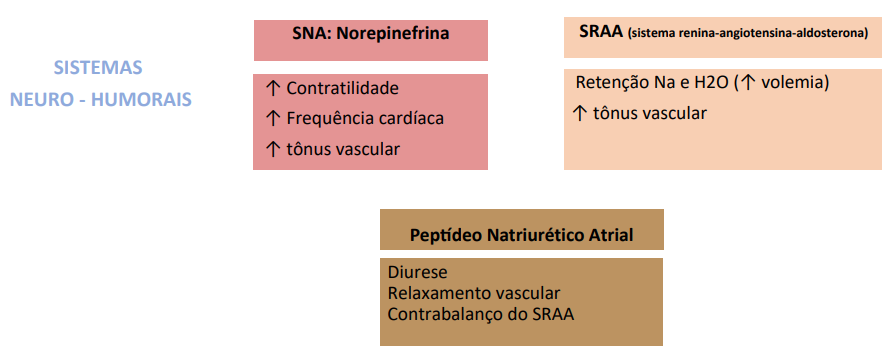 SISTEMAS
NEURO - HUMORAIS
SNA: Norepinefrina
↑ Contratilidade
↑ Frequência cardíaca
↑ tônus vascular
SRAA (sistema renina-angiotensina-aldosterona)
Retenção Na e H2O (↑ volemia)
↑ tônus vascular
Peptídeo Natriurético Atrial
Diurese
Relaxamento vascular
Contrabalanço do SRAA